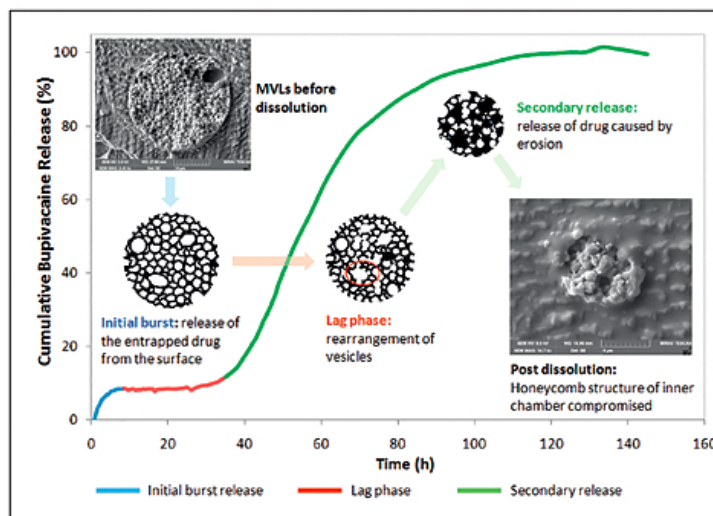 Cumulative Bupivacaine Release (%)
100
80
60
40
20
0
MVLs before
dissolution
Secondary release:
release of drug caused by
erosion
Initial burst: release of
the entrapped drug
from the surface
Lag phase:
rearrangement of
vesicles
Post dissolution:
Honeycomb structure of inner
chamber compromised
0 20 40 60 80 100 120 140 160
Time (h)
Initial burst release
Lag phase
Secondary release